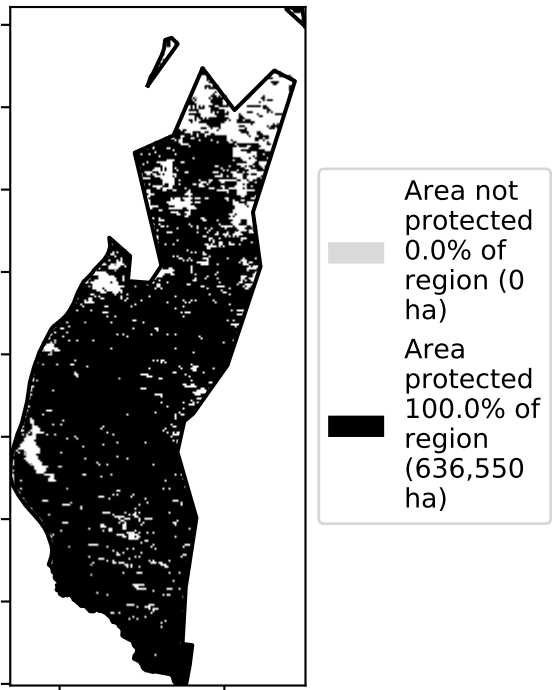 Area not
protected
0.0% of
region (0
ha)
Area
protected
100.0% of
region
(636,550
ha)